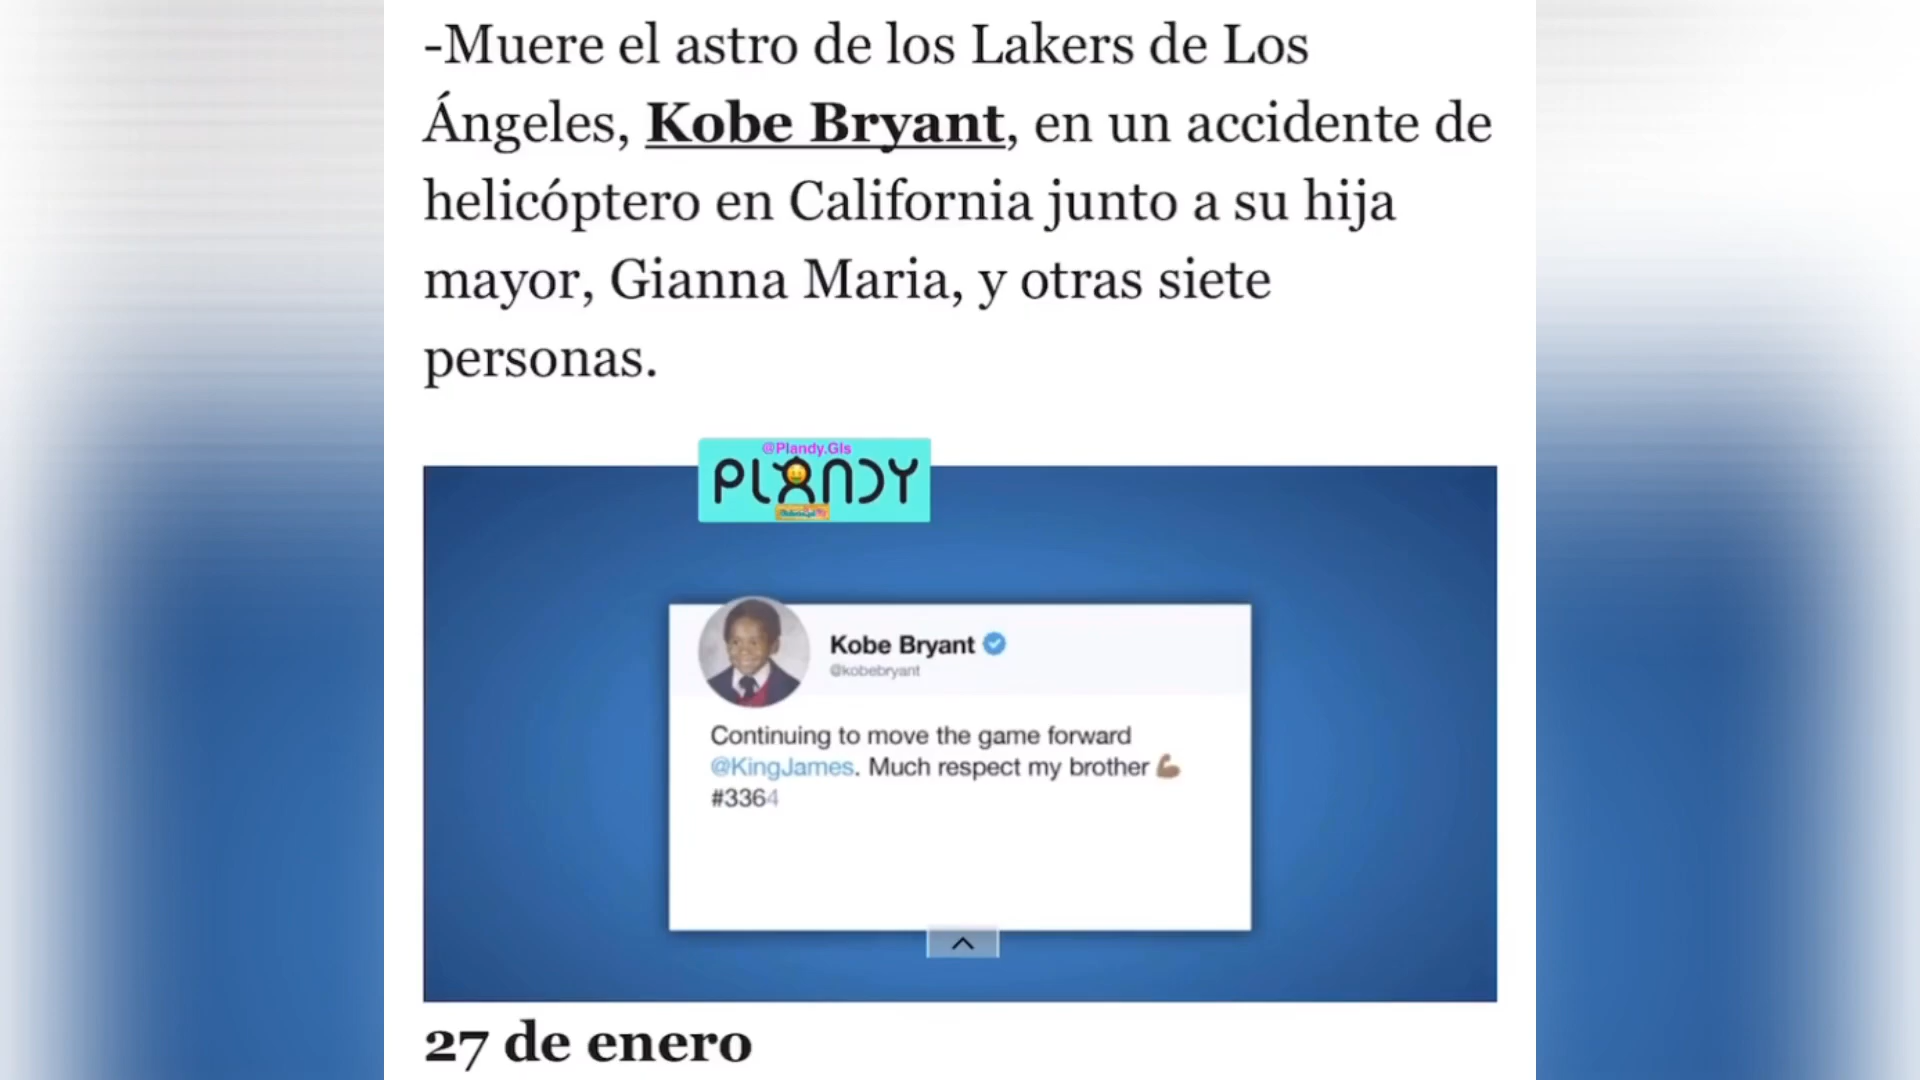 -Muere el astro de los Lakers de Los
Ángeles, Kobe Bryant, en un accidente de
helicóptero en California junto a su hija
mayor, Gianna Maria, y otras siete
personas.
@Plandy.Gls
PLANDY
Kobe Bryant
@kobebryant
Continuing to move the game forward
@KingJames. Much respect my brother 💪🏾
#3364
27 de enero